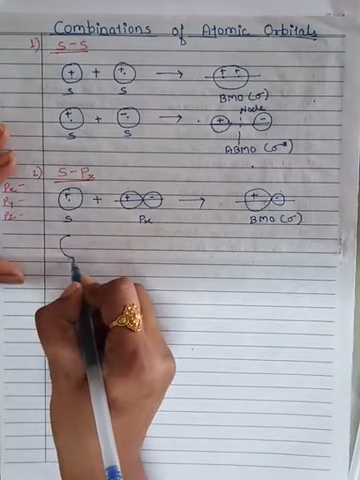 Combinations of Atomic Orbitals
1) S-S
+ + + → + +
S S BMO (σ)
+ + - → + Node -
S S ABMO (σ*)
2) S-Px
Px-
Py-
Pz-
+ + + - → + -
S Px BMO (σ)